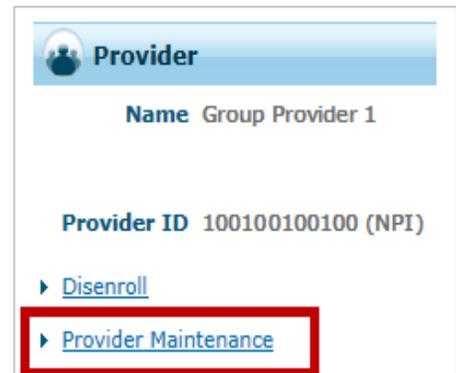 Provider
Name Group Provider 1
Provider ID 100100100100 (NPI)
Disenroll
Provider Maintenance